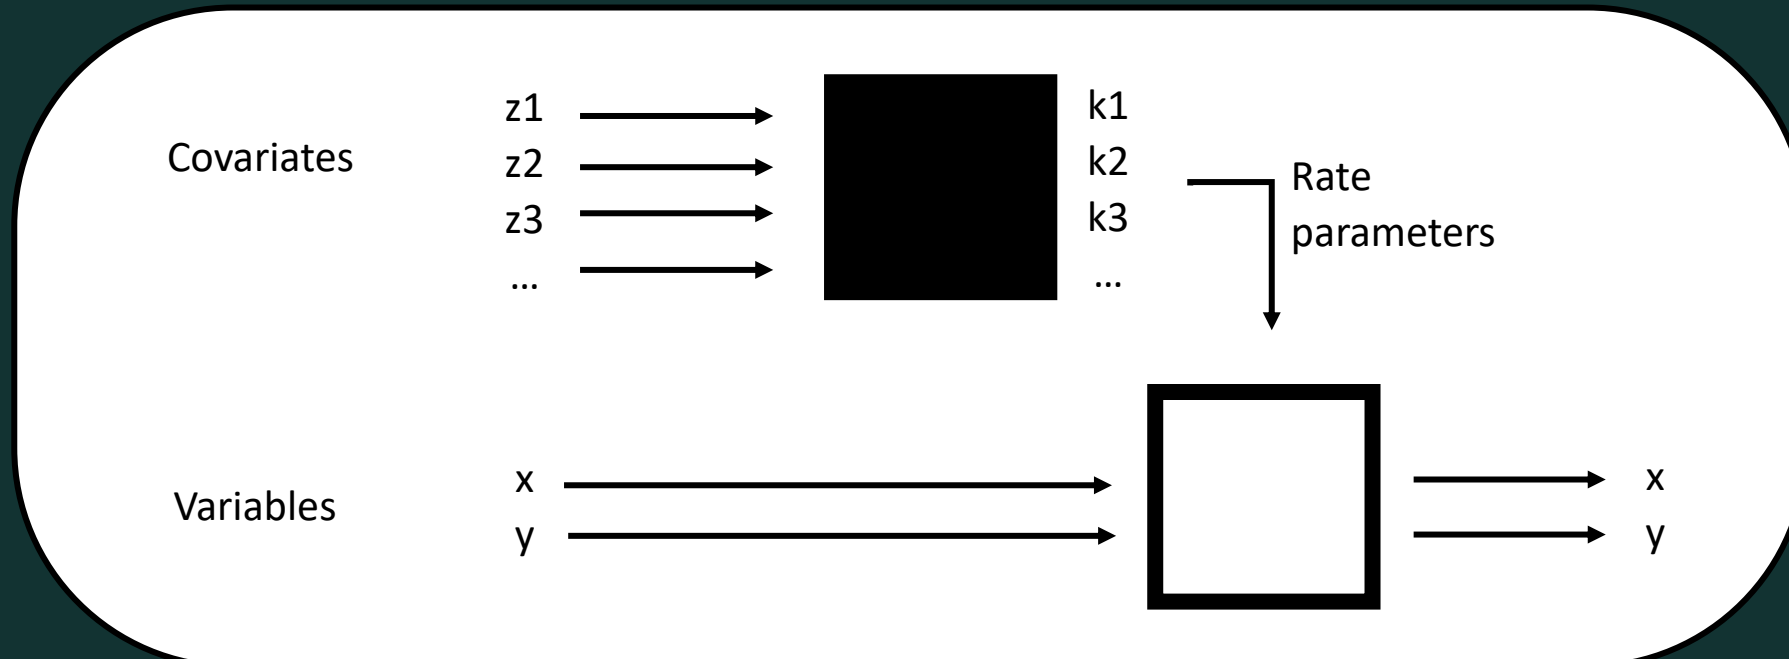 Covariates
z1
z2
z3
...
k1
k2
k3
...
Rate
parameters
Variables
x
y
x
y